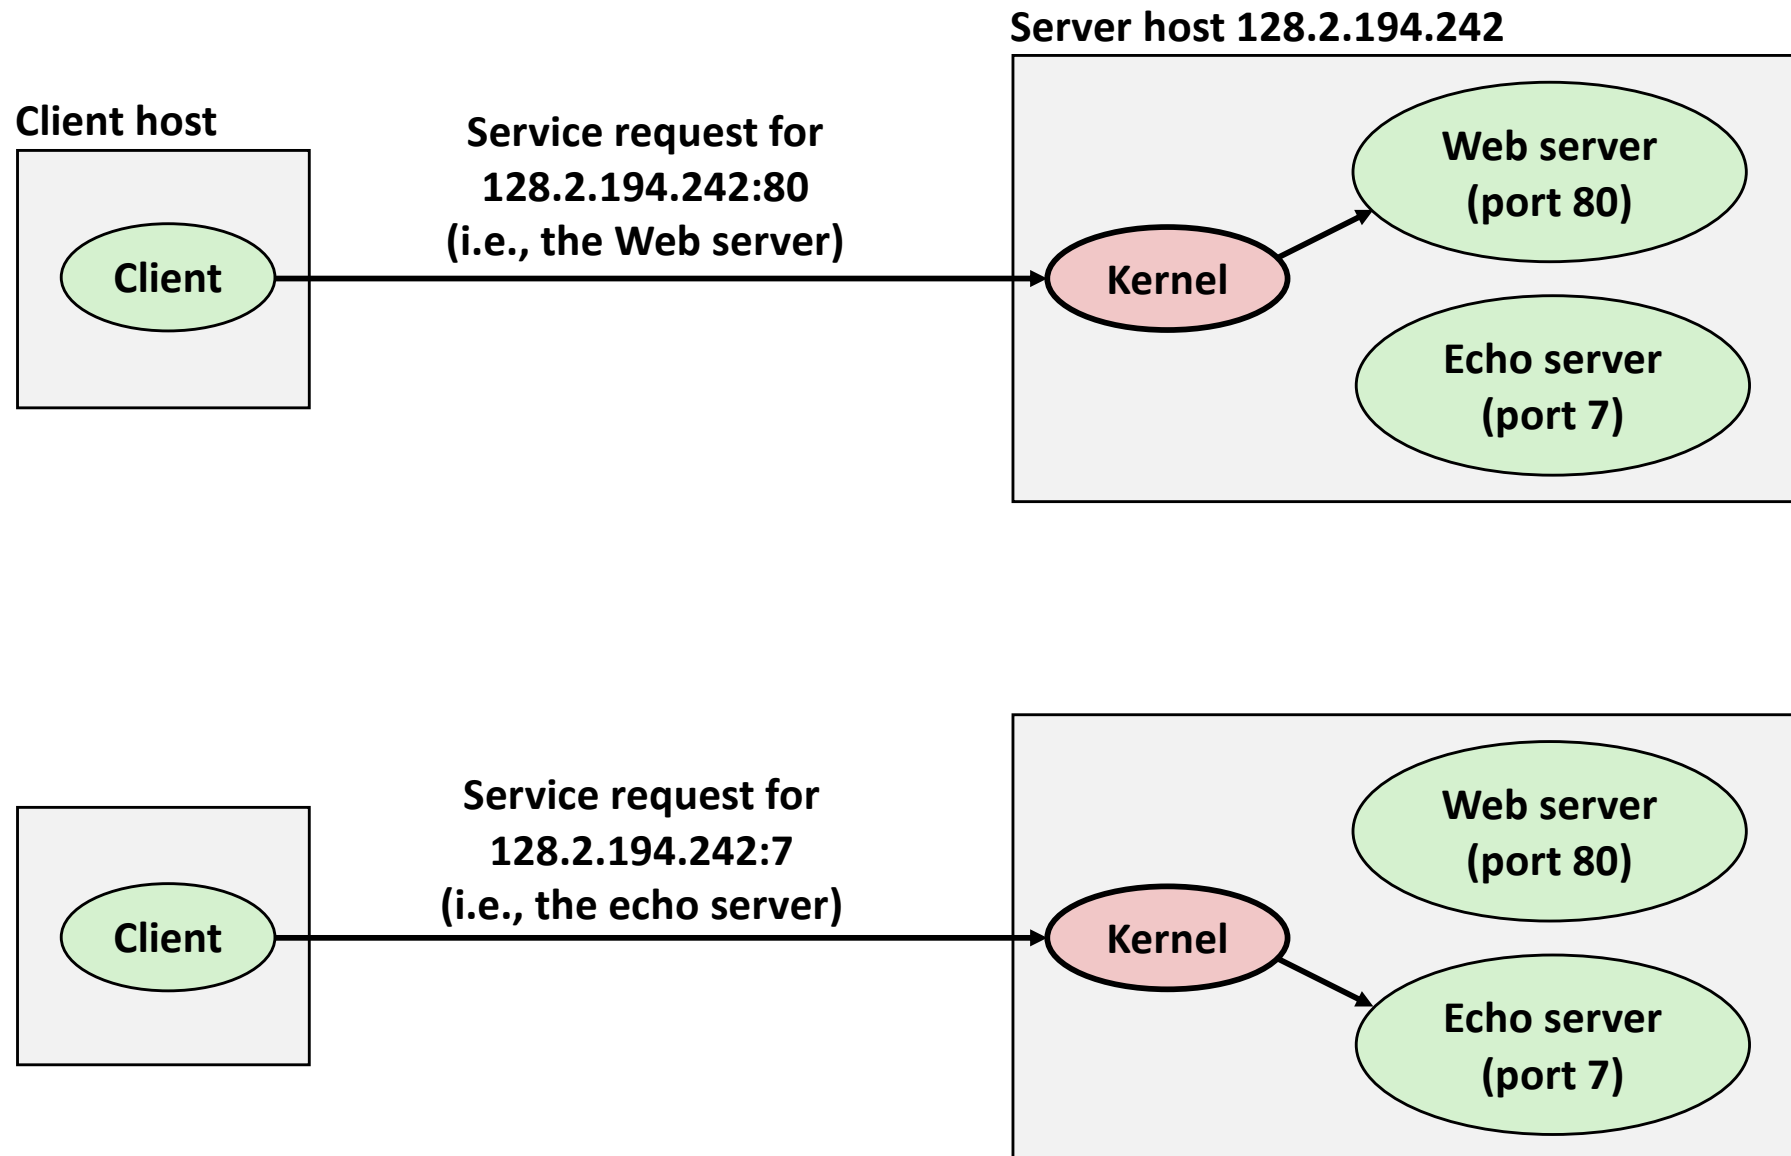 Server host 128.2.194.242
Client host
Service request for
128.2.194.242:80
(i.e., the Web server)
Client
Kernel
Web server
(port 80)
Echo server
(port 7)
Service request for
128.2.194.242:7
(i.e., the echo server)
Client
Kernel
Web server
(port 80)
Echo server
(port 7)